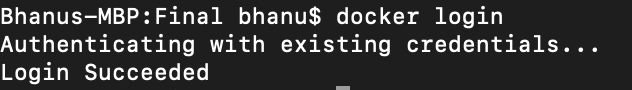 Bhanus-MBP:Final bhanu$ docker login
Authenticating with existing credentials...
Login Succeeded